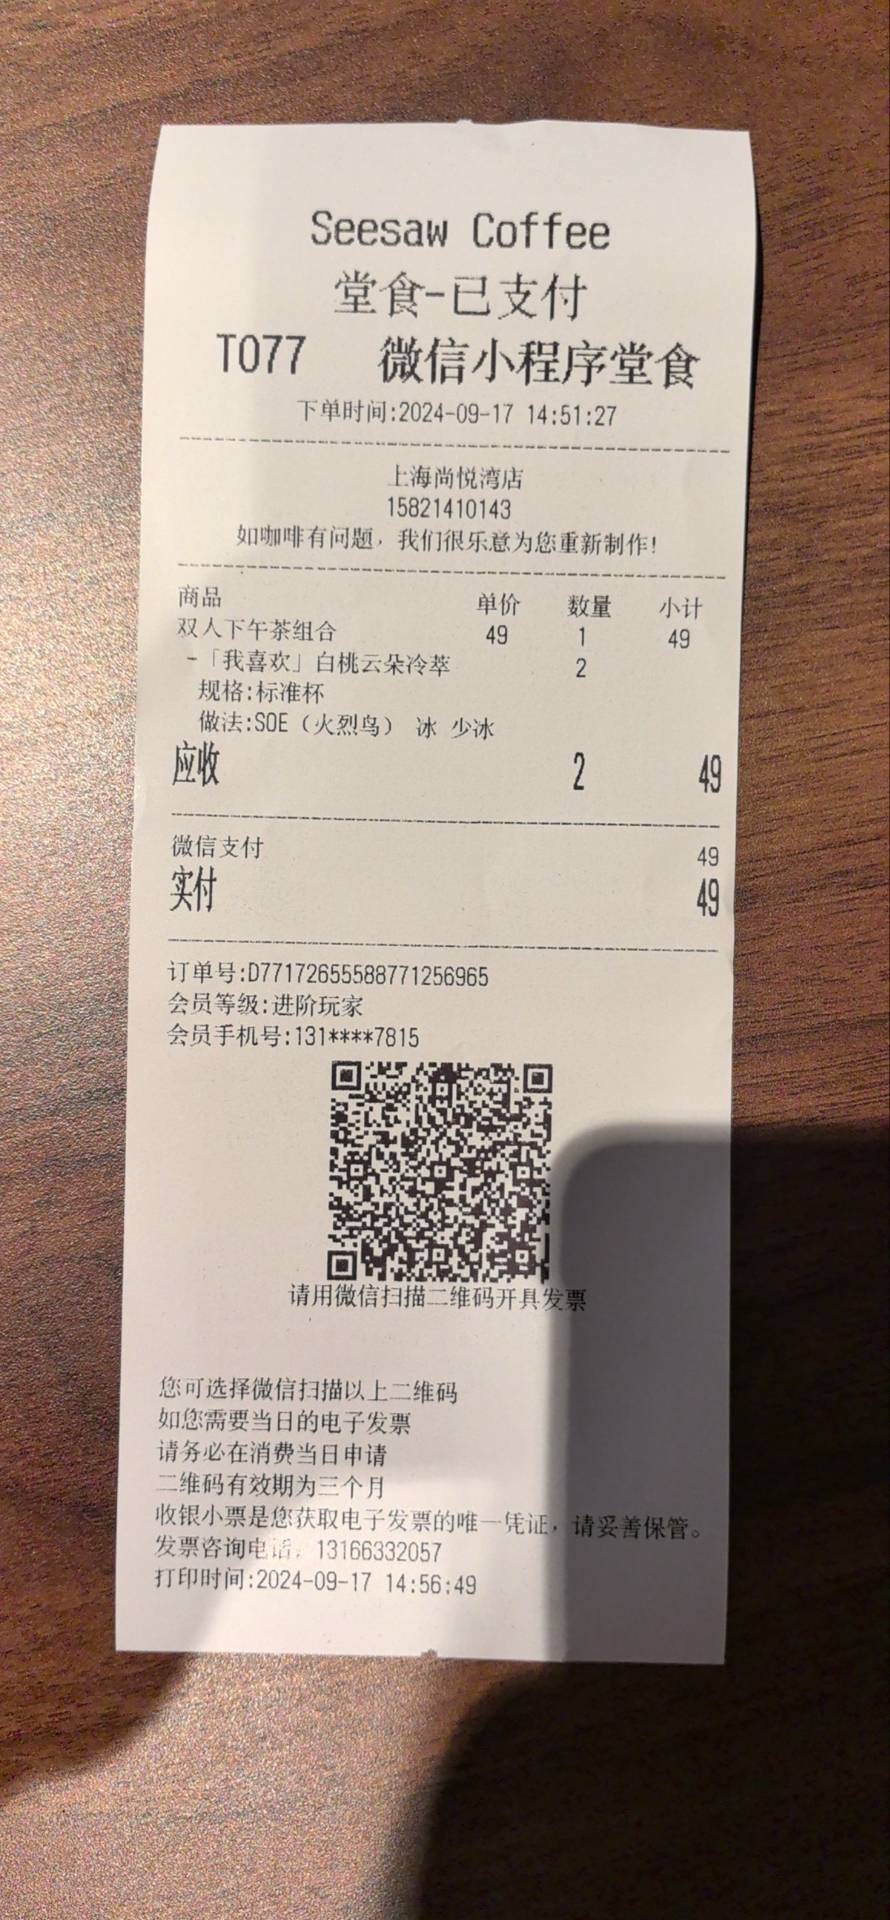 Seesaw Coffee
堂食-已支付
T077 微信小程序堂食
下单时间:2024-09-17 14:51:27
上海尚悦湾店
15821410143
如咖啡有问题，我们很乐意为您重新制作!
商品 单价 数量 小计
双人下午茶组合 49 1 49
-「我喜欢」白桃云朵冷萃 2
规格:标准杯
做法:SOE（火烈鸟） 冰 少冰
应收 2 49
微信支付 49
实付 49
订单号:D77172655588771256965
会员等级:进阶玩家
会员手机号:131****7815
请用微信扫描二维码开具发票
您可选择微信扫描以上二维码
如您需要当日的电子发票
请务必在消费当日申请
二维码有效期为三个月
收银小票是您获取电子发票的唯一凭证，请妥善保管。
发票咨询电话：13166332057
打印时间:2024-09-17 14:56:49